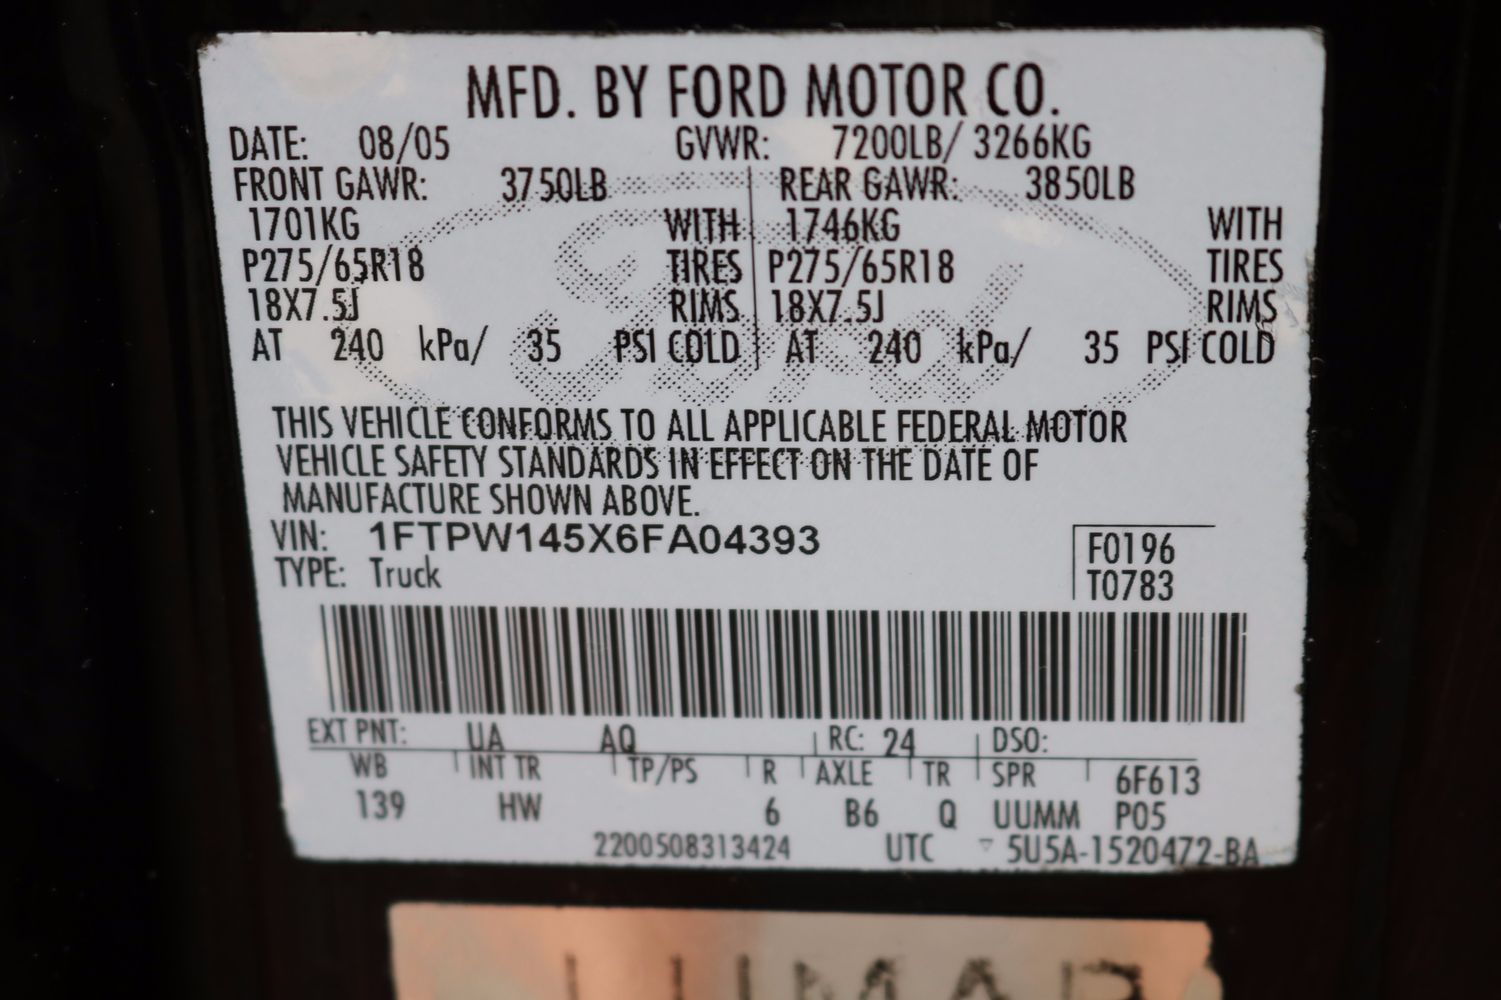 MFD. BY FORD MOTOR CO.
DATE: 08/05 GVWR: 7200LB/ 3266KG
FRONT GAWR: 3750LB REAR GAWR: 3850LB
1701KG WITH 1746KG WITH
P275/65R18 TIRES P275/65R18 TIRES
18X7.5J RIMS 18X7.5J RIMS
AT 240 kPa/ 35 PSI COLD AT 240 kPa/ 35 PSI COLD
Ford
THIS VEHICLE CONFORMS TO ALL APPLICABLE FEDERAL MOTOR
VEHICLE SAFETY STANDARDS IN EFFECT ON THE DATE OF
MANUFACTURE SHOWN ABOVE.
VIN: 1FTPW145X6FA04393
F0196
TYPE: Truck T0783
EXT PNT: UA AQ RC: 24 DSO:
WB INT TR TP/PS R AXLE TR SPR 6F613
139 HW 6 B6 Q UUMM P05
2200508313424 UTC ▽ 5U5A-1520472-BA